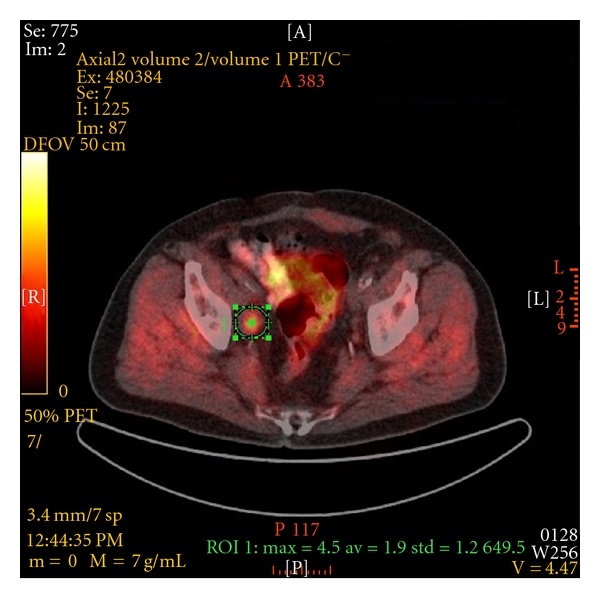 Se: 775
Im: 2
[A]
Axial2 volume 2/volume 1 PET/C−
A 383
Ex: 480384
Se: 7
I: 1225
Im: 87
DFOV 50 cm
[R]
L
2
4
9
[L]
0
50% PET
7/
3.4 mm/7 sp
P 117
12:44:35 PM
0128
ROI 1: max = 4.5 av = 1.9 std = 1.2 649.5
W256
m = 0 M = 7 g/mL
[P]
V = 4.47